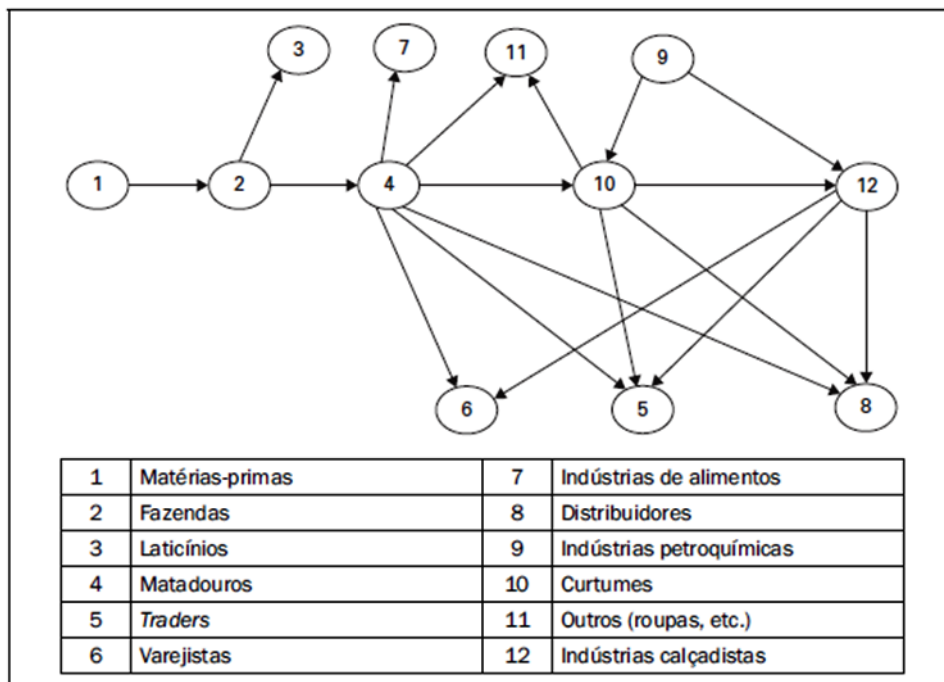 3 7 11 9
1 2 4 10 12
6 5 8
1 Matérias-primas 7 Indústrias de alimentos
2 Fazendas 8 Distribuidores
3 Laticínios 9 Indústrias petroquímicas
4 Matadouros 10 Curtumes
5 Traders 11 Outros (roupas, etc.)
6 Varejistas 12 Indústrias calçadistas